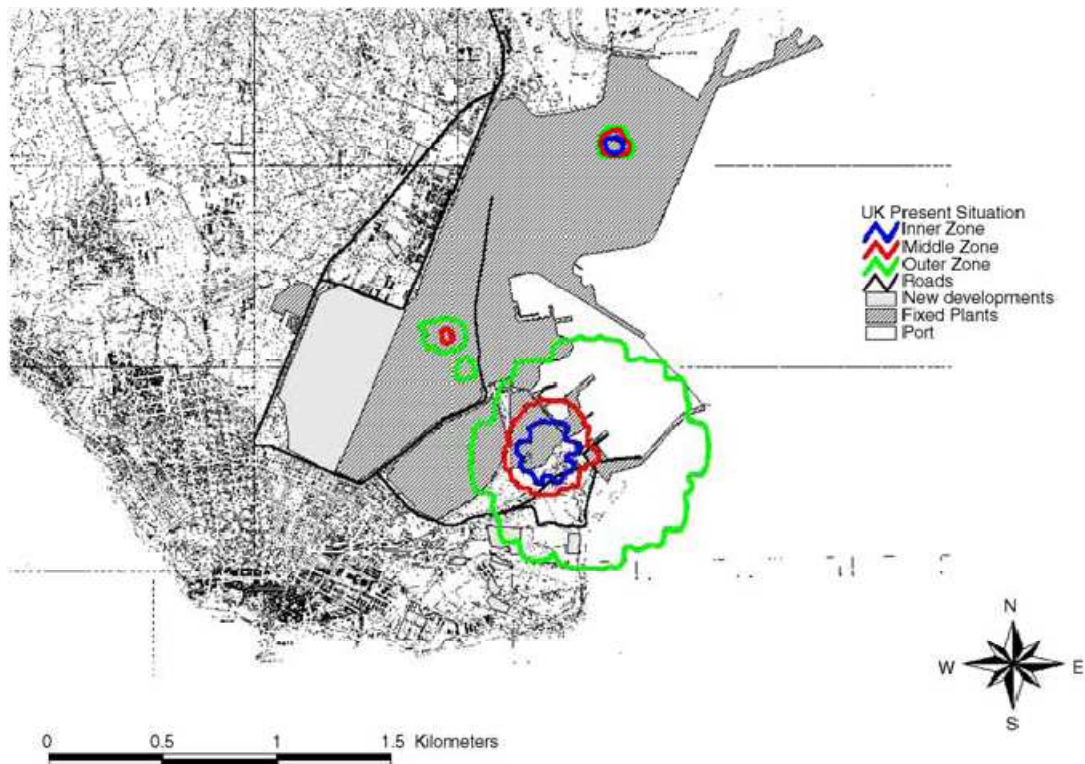 UK Present Situation
Inner Zone
Middle Zone
Outer Zone
Roads
New developments
Fixed Plants
Port
N
W E
S
0 0.5 1 1.5 Kilometers